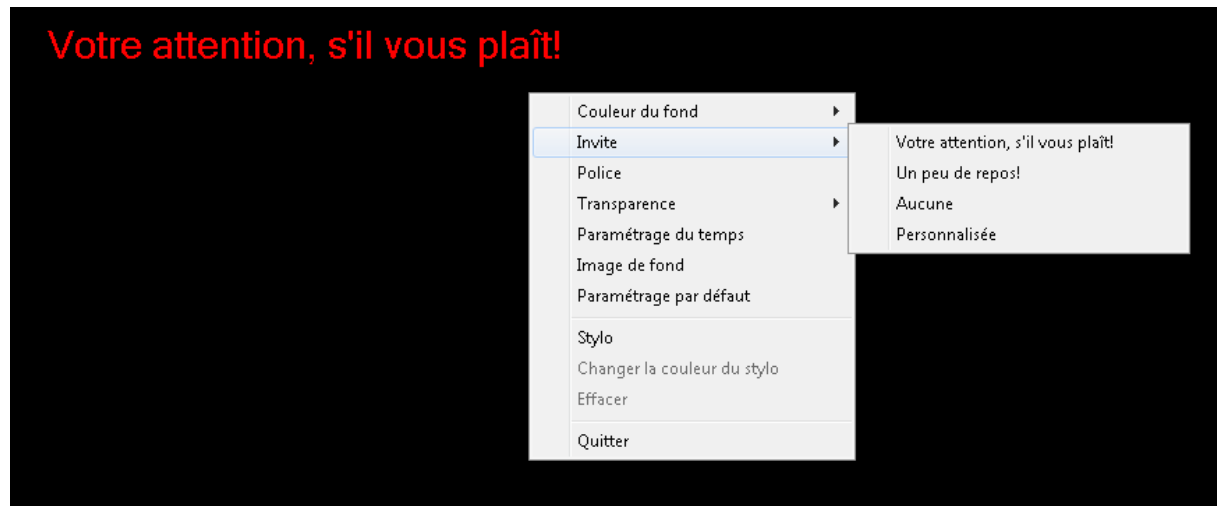 Votre attention, s'il vous plaît!
Couleur du fond
Invite
Police
Transparence
Paramétrage du temps
Image de fond
Paramétrage par défaut
Stylo
Changer la couleur du stylo
Effacer
Quitter
Votre attention, s'il vous plaît!
Un peu de repos!
Aucune
Personnalisée